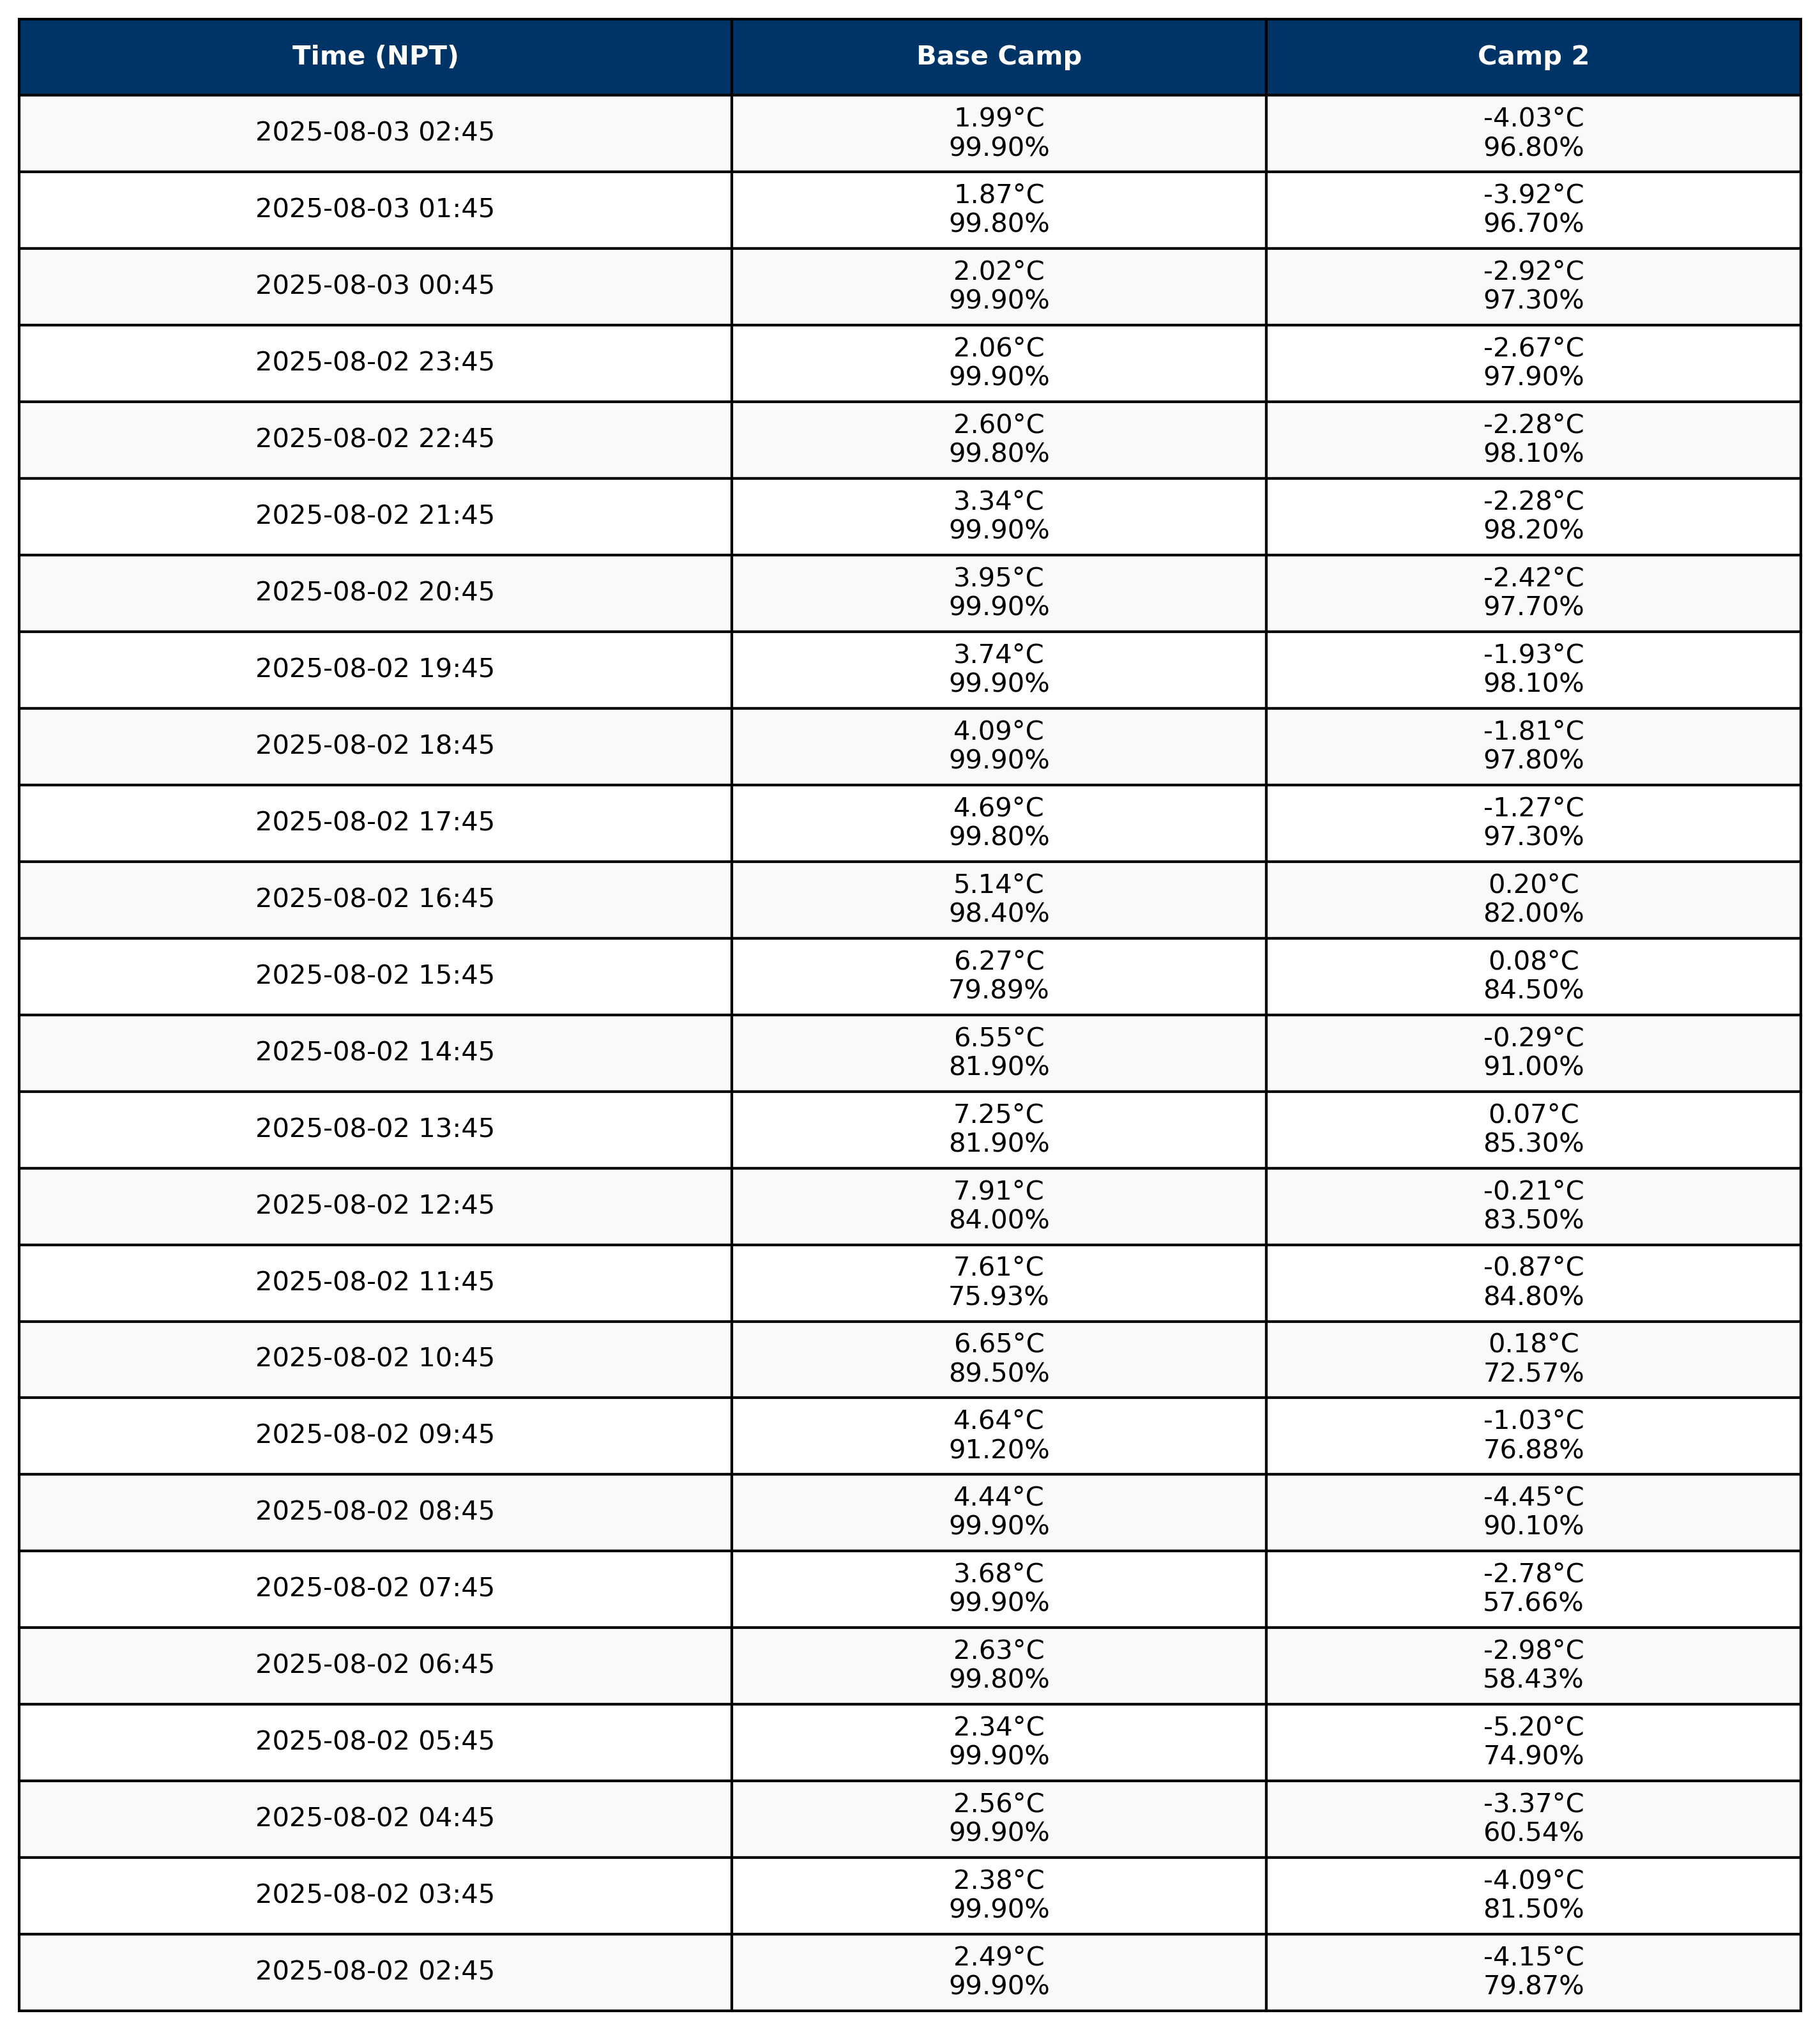 Time (NPT) Base Camp Camp 2
2025-08-03 02:45
1.99°C
99.90%
-4.03°C
96.80%
2025-08-03 01:45
1.87°C
99.80%
-3.92°C
96.70%
2025-08-03 00:45
2.02°C
99.90%
-2.92°C
97.30%
2025-08-02 23:45
2.06°C
99.90%
-2.67°C
97.90%
2025-08-02 22:45
2.60°C
99.80%
-2.28°C
98.10%
2025-08-02 21:45
3.34°C
99.90%
-2.28°C
98.20%
2025-08-02 20:45
3.95°C
99.90%
-2.42°C
97.70%
2025-08-02 19:45
3.74°C
99.90%
-1.93°C
98.10%
2025-08-02 18:45
4.09°C
99.90%
-1.81°C
97.80%
2025-08-02 17:45
4.69°C
99.80%
-1.27°C
97.30%
2025-08-02 16:45
5.14°C
98.40%
0.20°C
82.00%
2025-08-02 15:45
6.27°C
79.89%
0.08°C
84.50%
2025-08-02 14:45
6.55°C
81.90%
-0.29°C
91.00%
2025-08-02 13:45
7.25°C
81.90%
0.07°C
85.30%
2025-08-02 12:45
7.91°C
84.00%
-0.21°C
83.50%
2025-08-02 11:45
7.61°C
75.93%
-0.87°C
84.80%
2025-08-02 10:45
6.65°C
89.50%
0.18°C
72.57%
2025-08-02 09:45
4.64°C
91.20%
-1.03°C
76.88%
2025-08-02 08:45
4.44°C
99.90%
-4.45°C
90.10%
2025-08-02 07:45
3.68°C
99.90%
-2.78°C
57.66%
2025-08-02 06:45
2.63°C
99.80%
-2.98°C
58.43%
2025-08-02 05:45
2.34°C
99.90%
-5.20°C
74.90%
2025-08-02 04:45
2.56°C
99.90%
-3.37°C
60.54%
2025-08-02 03:45
2.38°C
99.90%
-4.09°C
81.50%
2025-08-02 02:45
2.49°C
99.90%
-4.15°C
79.87%